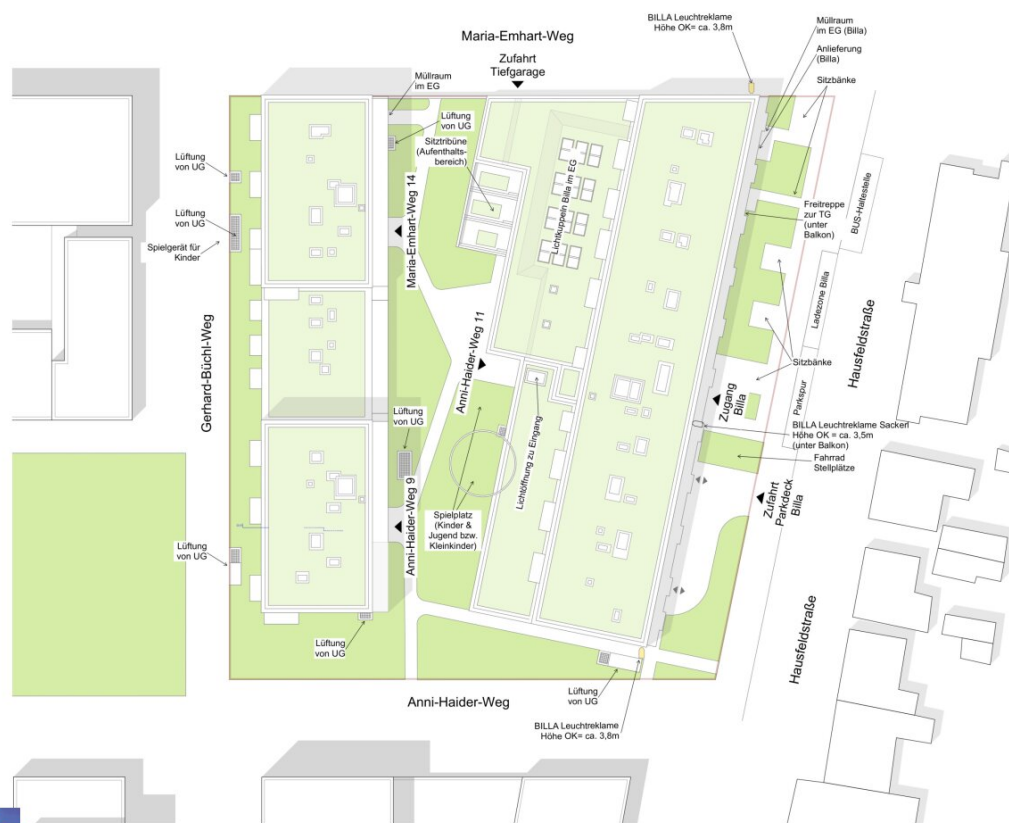 BILLA Leuchtreklame
Höhe OK= ca. 3,8m
Müllraum
im EG (Billa)
Anlieferung
(Billa)
Sitzbänke
Maria-Emhart-Weg
Zufahrt
Tiefgarage
Müllraum
im EG
Lüftung
von UG
Sitztribüne
(Aufenthalts-
bereich)
Lüftung
von UG
Lüftung
von UG
Spielgerät für
Kinder
Maria-Emhart-Weg 14
Lichtkuppeln Billa im EG
Freitreppe
zur TG
(unter
Balkon)
BUS-Haltestelle
Ladezone Billa
Hausfeldstraße
Gerhard-Büchl-Weg
Anni-Haider-Weg 11
Sitzbänke
Parkspur
Zugang
Billa
Lüftung
von UG
BILLA Leuchtreklame Sacken
Höhe OK = ca. 3,5m
(unter Balkon)
Fahrrad
Stellplätze
Lichtöffnung zu Eingang
Zufahrt
Parkdeck
Billa
Anni-Haider-Weg 9
Spielplatz
(Kinder &
Jugend bzw.
Kleinkinder)
Lüftung
von UG
Lüftung
von UG
Hausfeldstraße
Lüftung
von UG
Anni-Haider-Weg
BILLA Leuchtreklame
Höhe OK= ca. 3,8m